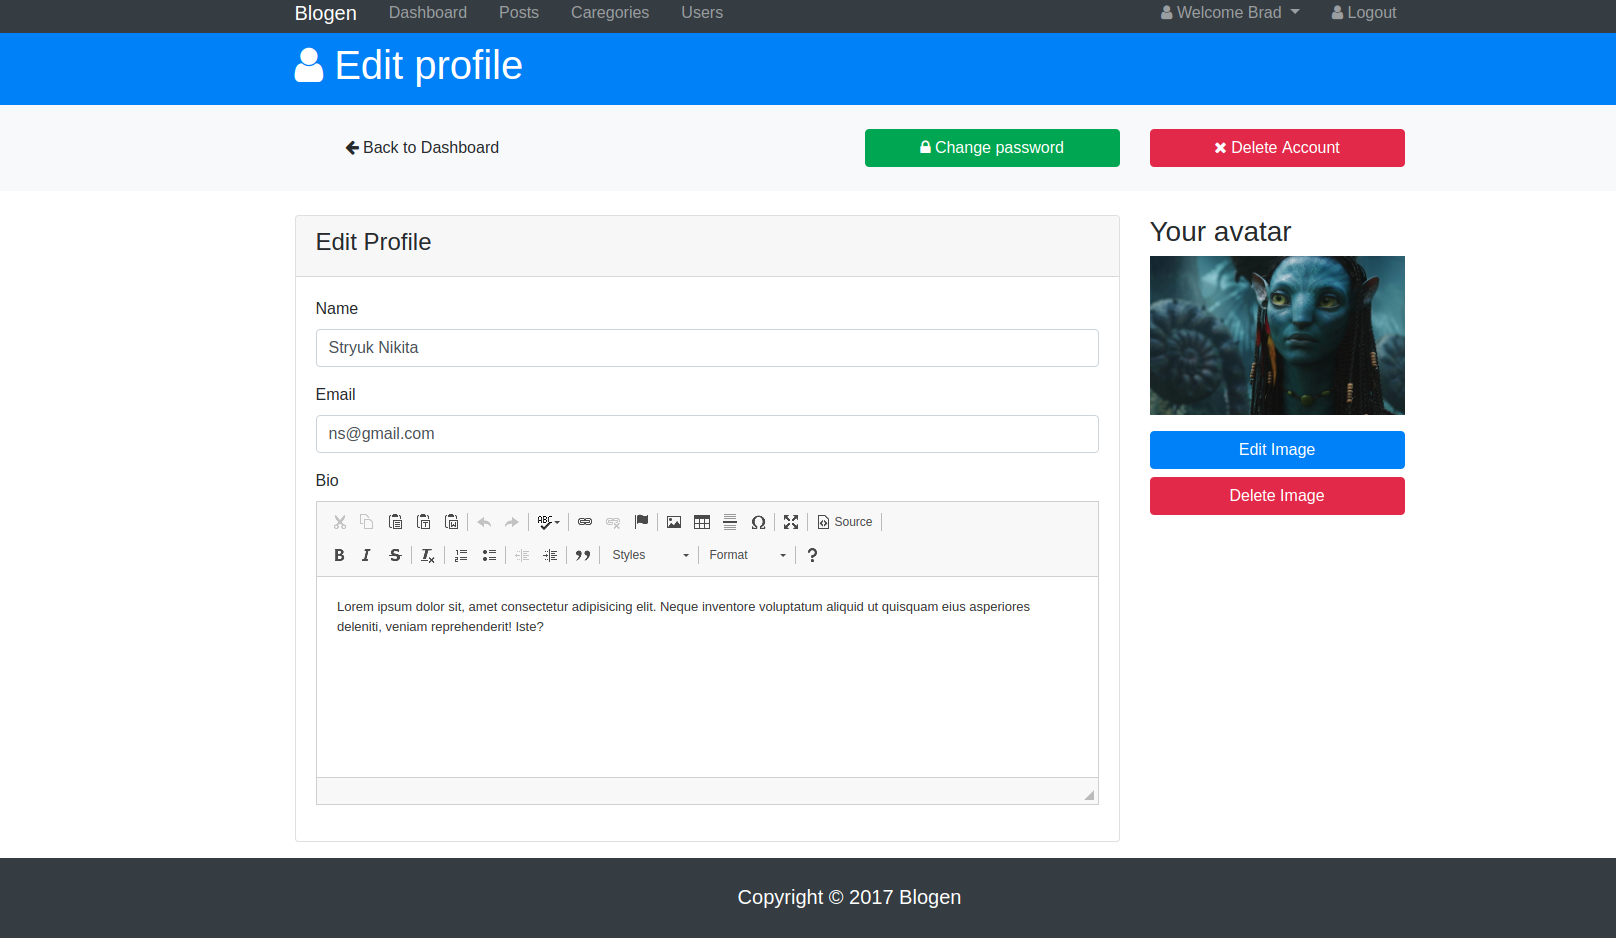 Blogen Dashboard Posts Caregories Users Welcome Brad Logout
Edit profile
Back to Dashboard Change password Delete Account
Edit Profile
Your avatar
Name
Stryuk Nikita
Email
ns@gmail.com
Edit Image
Bio
Delete Image
ABC Source
B I S Ix Styles Format ?
Lorem ipsum dolor sit, amet consectetur adipisicing elit. Neque inventore voluptatum aliquid ut quisquam eius asperiores
deleniti, veniam reprehenderit! Iste?
Copyright © 2017 Blogen